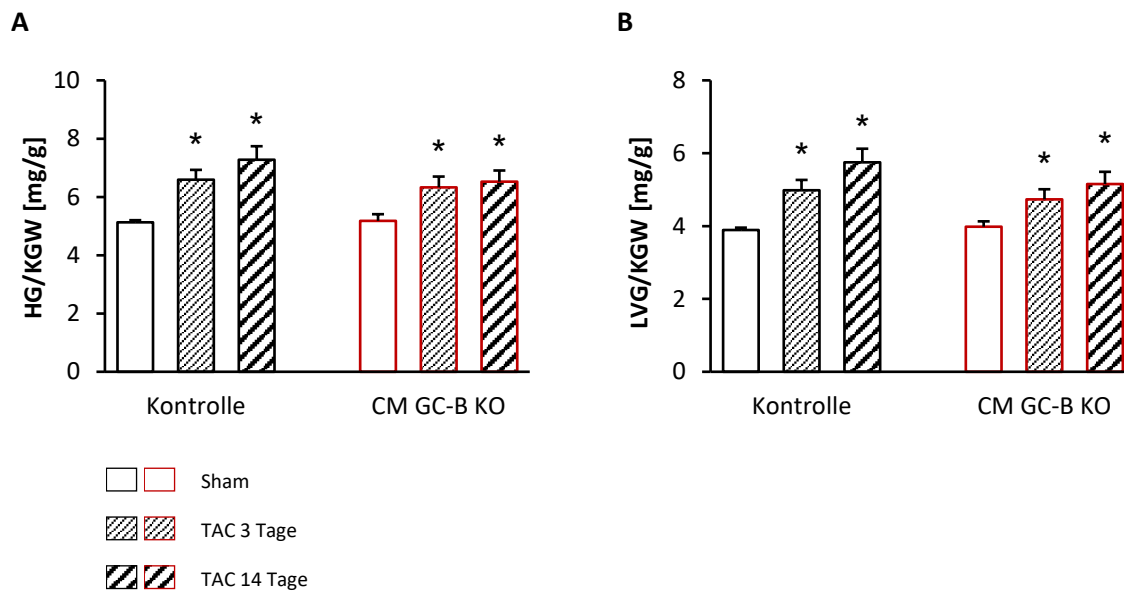 A
HG/KGW [mg/g]
10
8
6
4
2
0
* * * *
Kontrolle CM GC-B KO
B
LVG/KGW [mg/g]
8
6
4
2
0
* * * *
Kontrolle CM GC-B KO
Sham
TAC 3 Tage
TAC 14 Tage